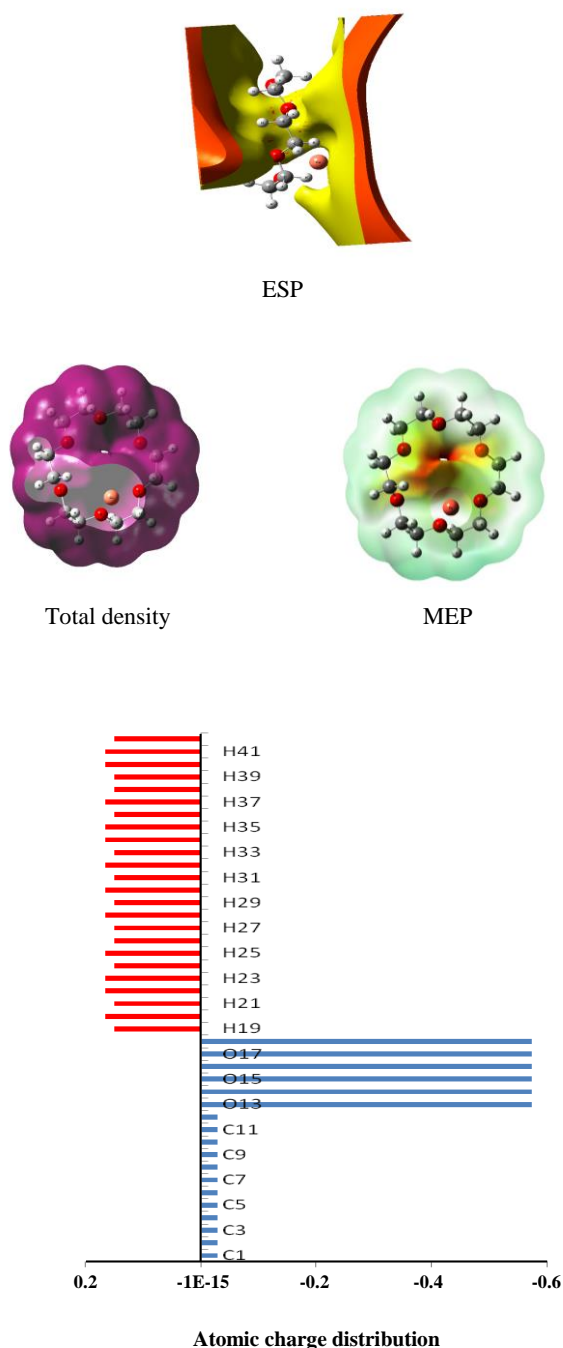 ESP
Total density MEP
H41
H39
H37
H35
H33
H31
H29
H27
H25
H23
H21
H19
O17
O15
O13
C11
C9
C7
C5
C3
C1
0.2 -1E-15 -0.2 -0.4 -0.6
Atomic charge distribution